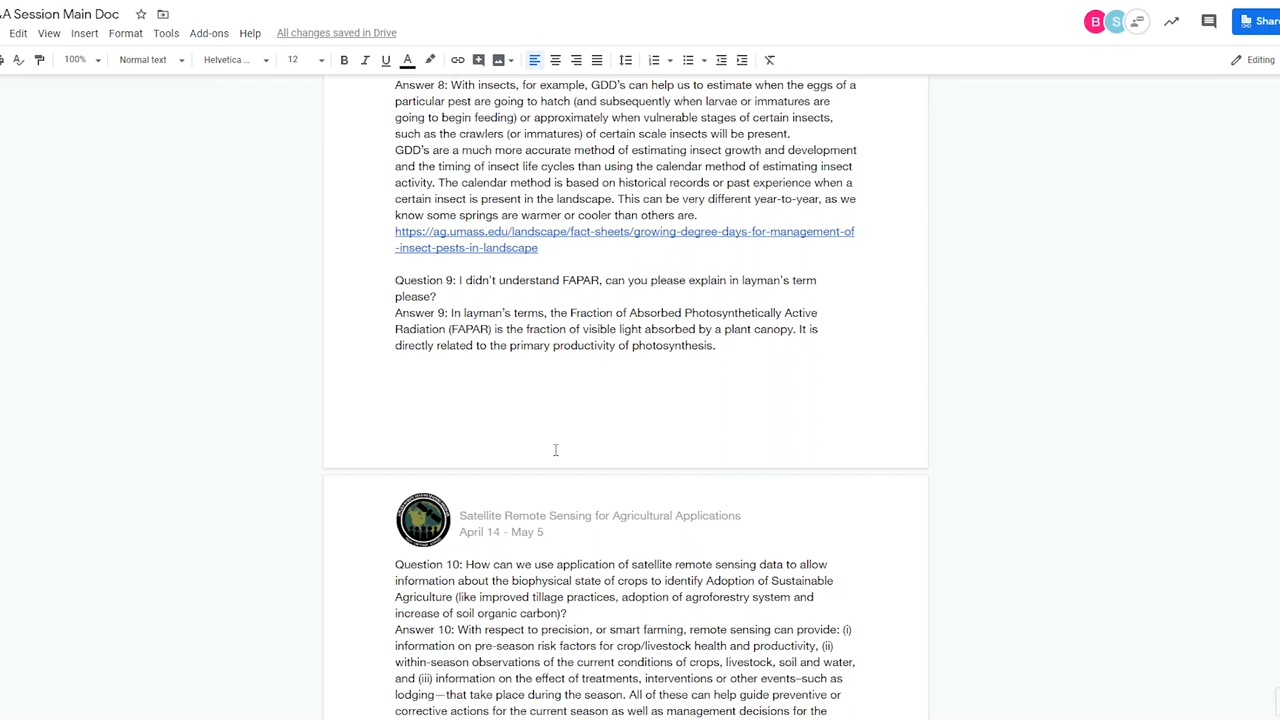 A Session Main Doc
Edit View Insert Format Tools Add-ons Help All changes saved in Drive
B S Shar
100% Normal text Helvetica ... 12 B I U A Editing
Answer 8: With insects, for example, GDD's can help us to estimate when the eggs of a
particular pest are going to hatch (and subsequently when larvae or immatures are
going to begin feeding) or approximately when vulnerable stages of certain insects,
such as the crawlers (or immatures) of certain scale insects will be present.
GDD's are a much more accurate method of estimating insect growth and development
and the timing of insect life cycles than using the calendar method of estimating insect
activity. The calendar method is based on historical records or past experience when a
certain insect is present in the landscape. This can be very different year-to-year, as we
know some springs are warmer or cooler than others are.
https://ag.umass.edu/landscape/fact-sheets/growing-degree-days-for-management-of
-insect-pests-in-landscape
Question 9: I didn't understand FAPAR, can you please explain in layman's term
please?
Answer 9: In layman's terms, the Fraction of Absorbed Photosynthetically Active
Radiation (FAPAR) is the fraction of visible light absorbed by a plant canopy. It is
directly related to the primary productivity of photosynthesis.
Satellite Remote Sensing for Agricultural Applications
April 14 - May 5
Question 10: How can we use application of satellite remote sensing data to allow
information about the biophysical state of crops to identify Adoption of Sustainable
Agriculture (like improved tillage practices, adoption of agroforestry system and
increase of soil organic carbon)?
Answer 10: With respect to precision, or smart farming, remote sensing can provide: (i)
information on pre-season risk factors for crop/livestock health and productivity, (ii)
within-season observations of the current conditions of crops, livestock, soil and water,
and (iii) information on the effect of treatments, interventions or other events–such as
lodging—that take place during the season. All of these can help guide preventive or
corrective actions for the current season as well as management decisions for the